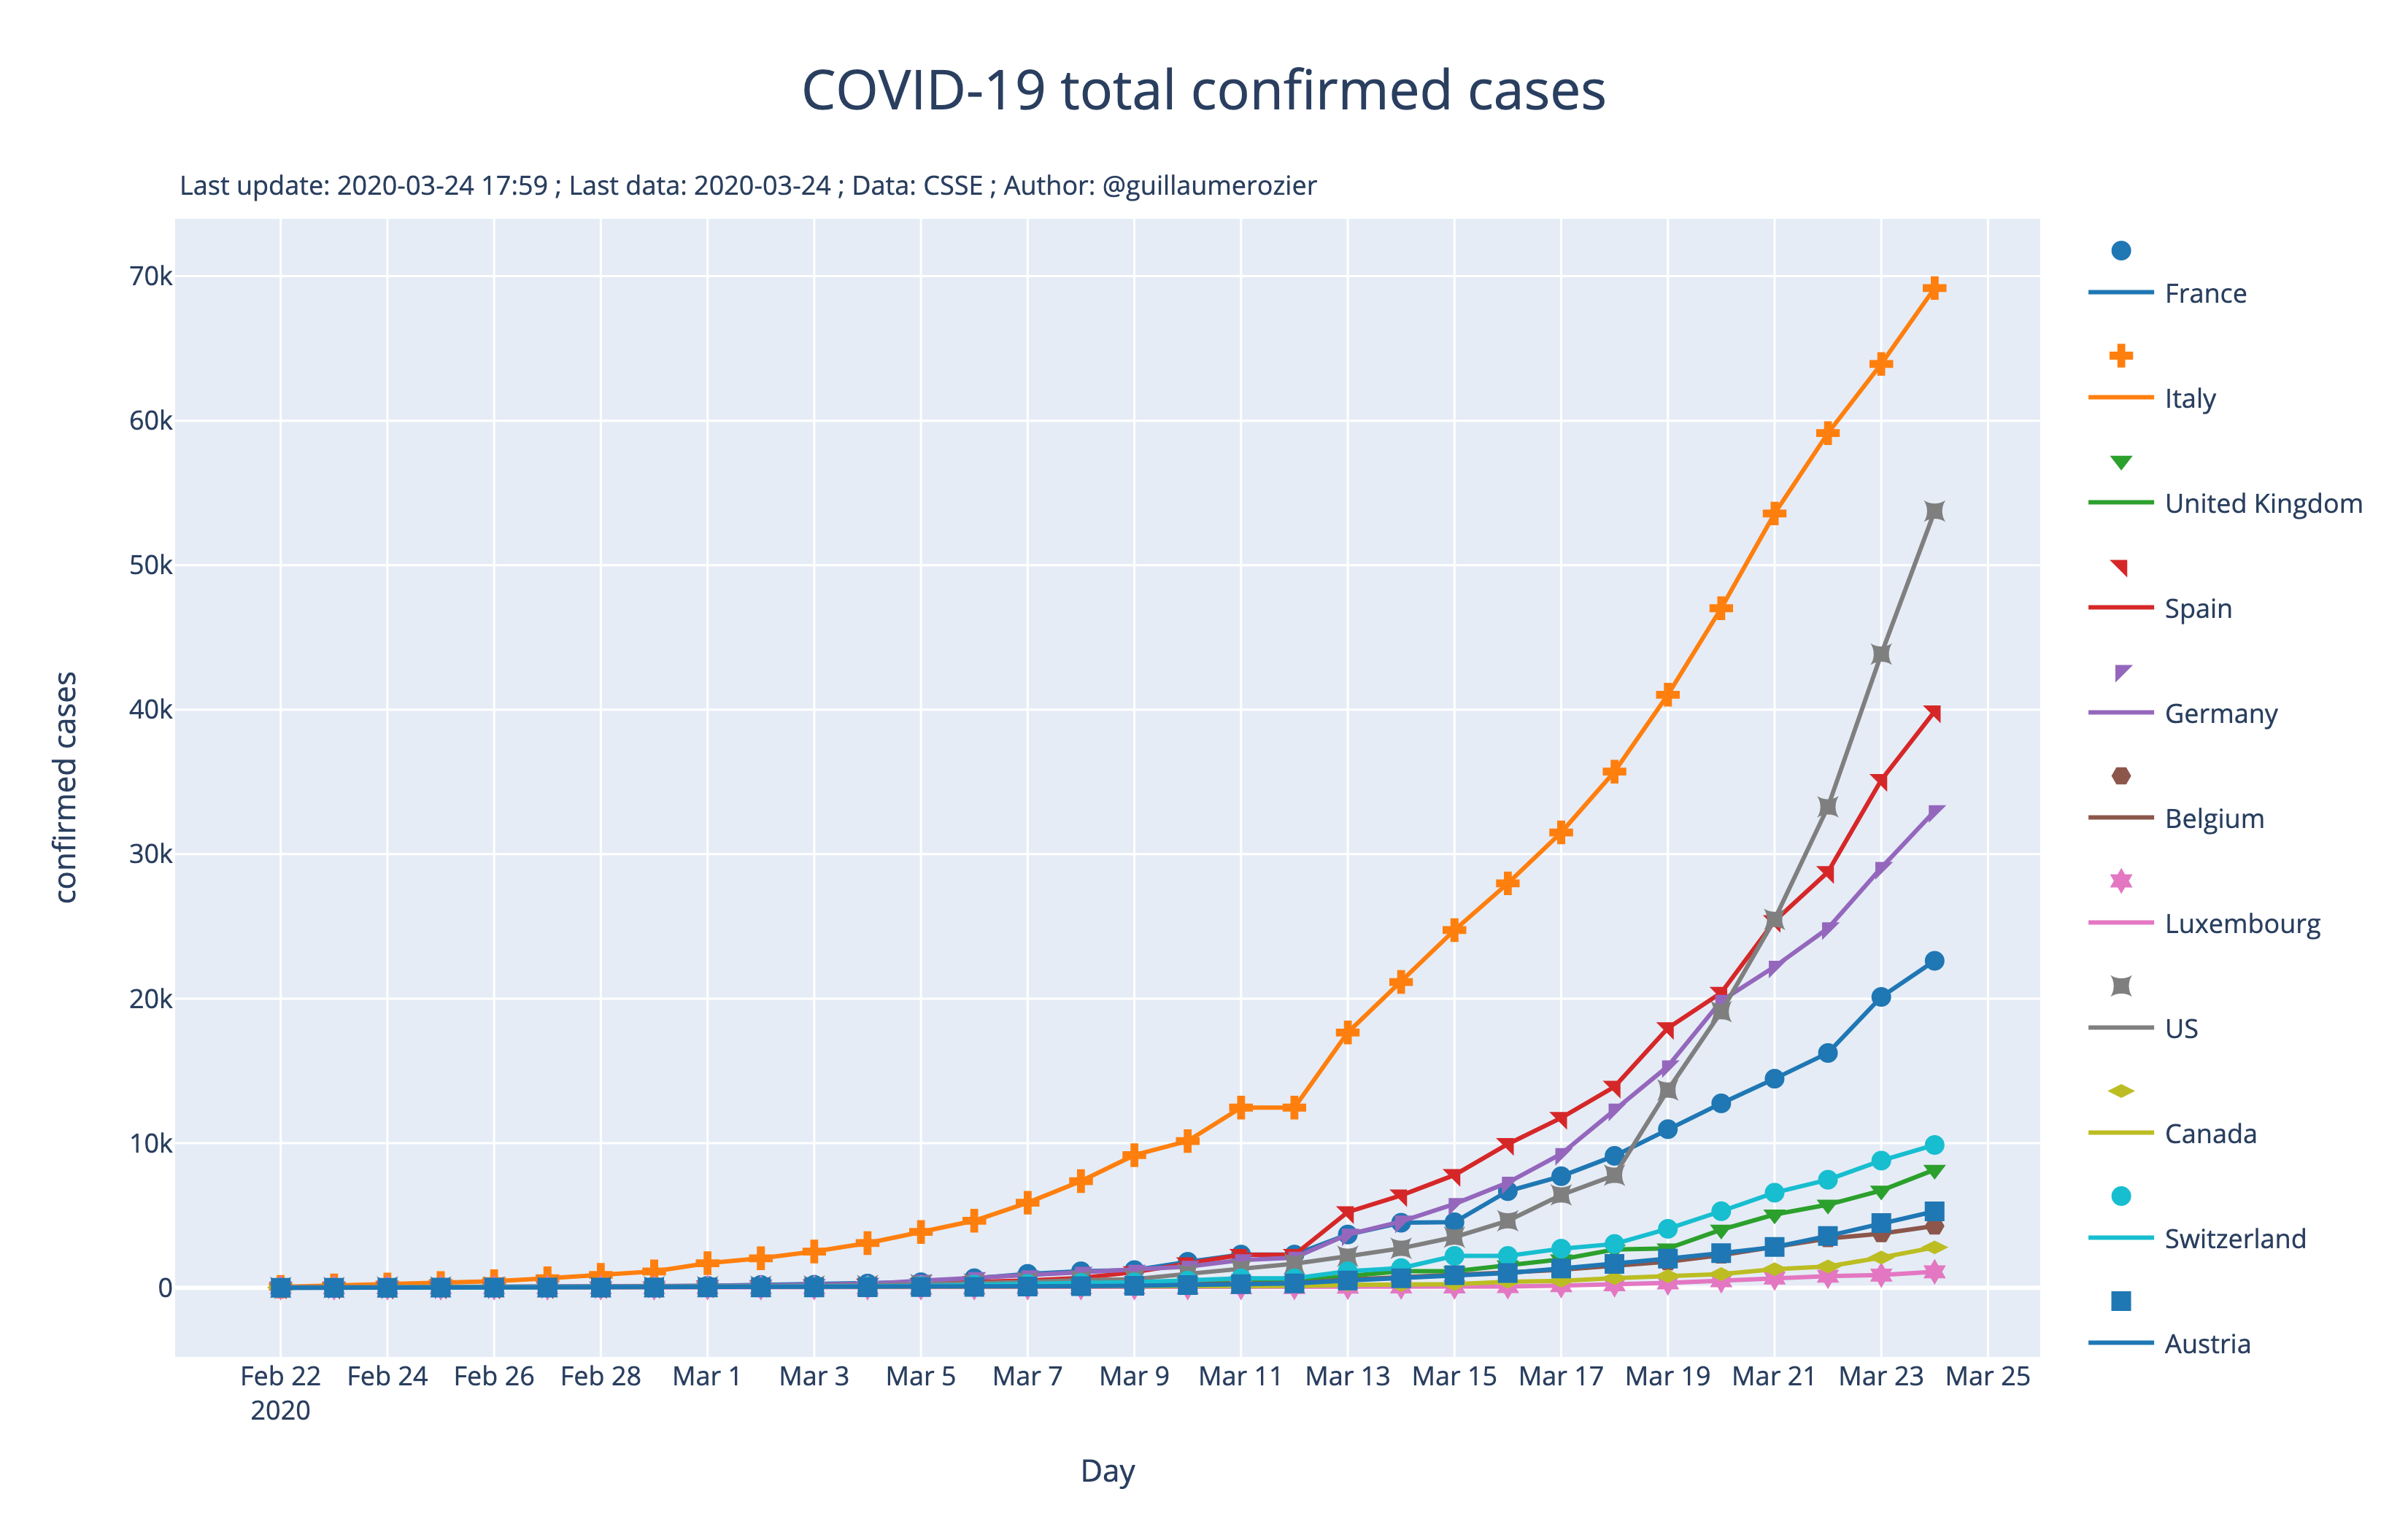 COVID-19 total confirmed cases
Last update: 2020-03-24 17:59 ; Last data: 2020-03-24 ; Data: CSSE ; Author: @guillaumerozier
70k
60k
50k
40k
30k
20k
10k
0
confirmed cases
Feb 22 Feb 24 Feb 26 Feb 28 Mar 1 Mar 3 Mar 5 Mar 7 Mar 9 Mar 11 Mar 13 Mar 15 Mar 17 Mar 19 Mar 21 Mar 23 Mar 25
2020
Day
France
Italy
United Kingdom
Spain
Germany
Belgium
Luxembourg
US
Canada
Switzerland
Austria